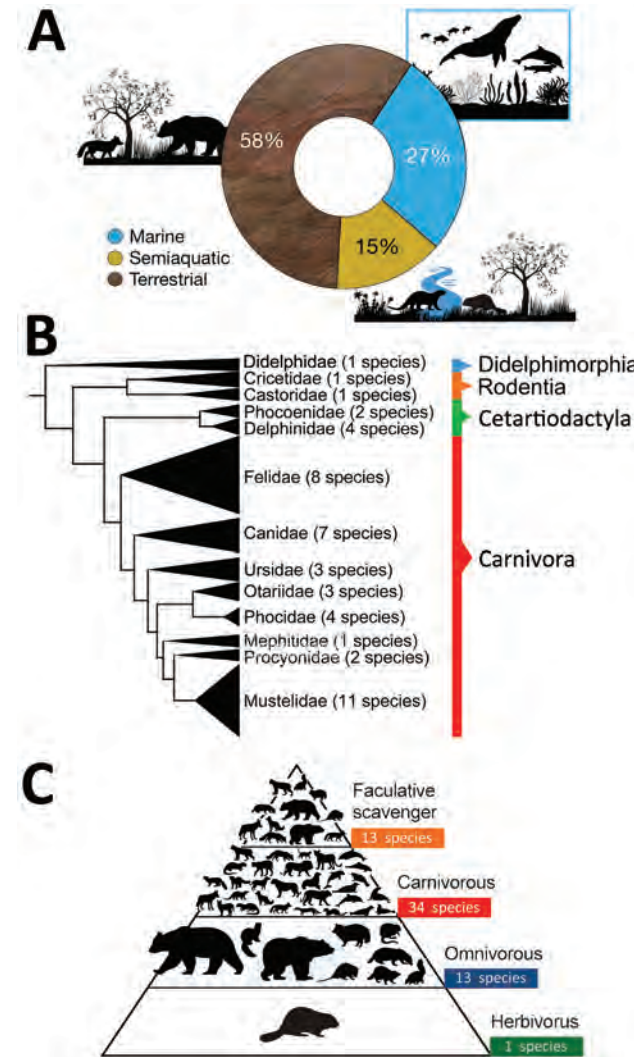 A
58%
27%
15%
Marine
Semiaquatic
Terrestrial
B
Didelphidae (1 species)
Cricetidae (1 species)
Castoridae (1 species)
Phocoenidae (2 species)
Delphinidae (4 species)
Felidae (8 species)
Canidae (7 species)
Ursidae (3 species)
Otariidae (3 species)
Phocidae (4 species)
Mephitidae (1 species)
Procyonidae (2 species)
Mustelidae (11 species)
Didelphimorphia
Rodentia
Cetartiodactyla
Carnivora
C
Faculative
scavenger
13 species
Carnivorous
34 species
Omnivorous
13 species
Herbivorus
1 species